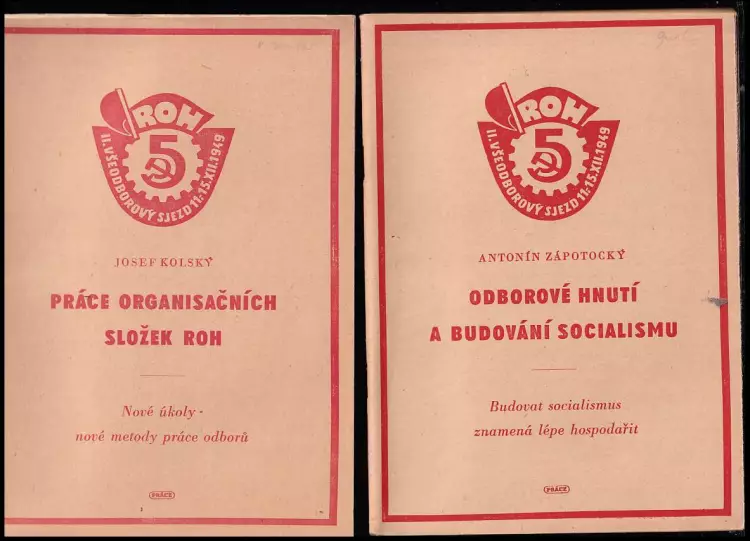 ROH
5
II. VŠEODBOROVÝ SJEZD 11.-15.XII.1949
JOSEF KOLSKÝ
PRÁCE ORGANISAČNÍCH
SLOŽEK ROH
Nové úkoly -
nové metody práce odborů
PRÁCE
ROH
5
II. VŠEODBOROVÝ SJEZD 11.-15.XII.1949
ANTONÍN ZÁPOTOCKÝ
ODBOROVÉ HNUTÍ
A BUDOVÁNÍ SOCIALISMU
Budovat socialismus
znamená lépe hospodařit
PRÁCE